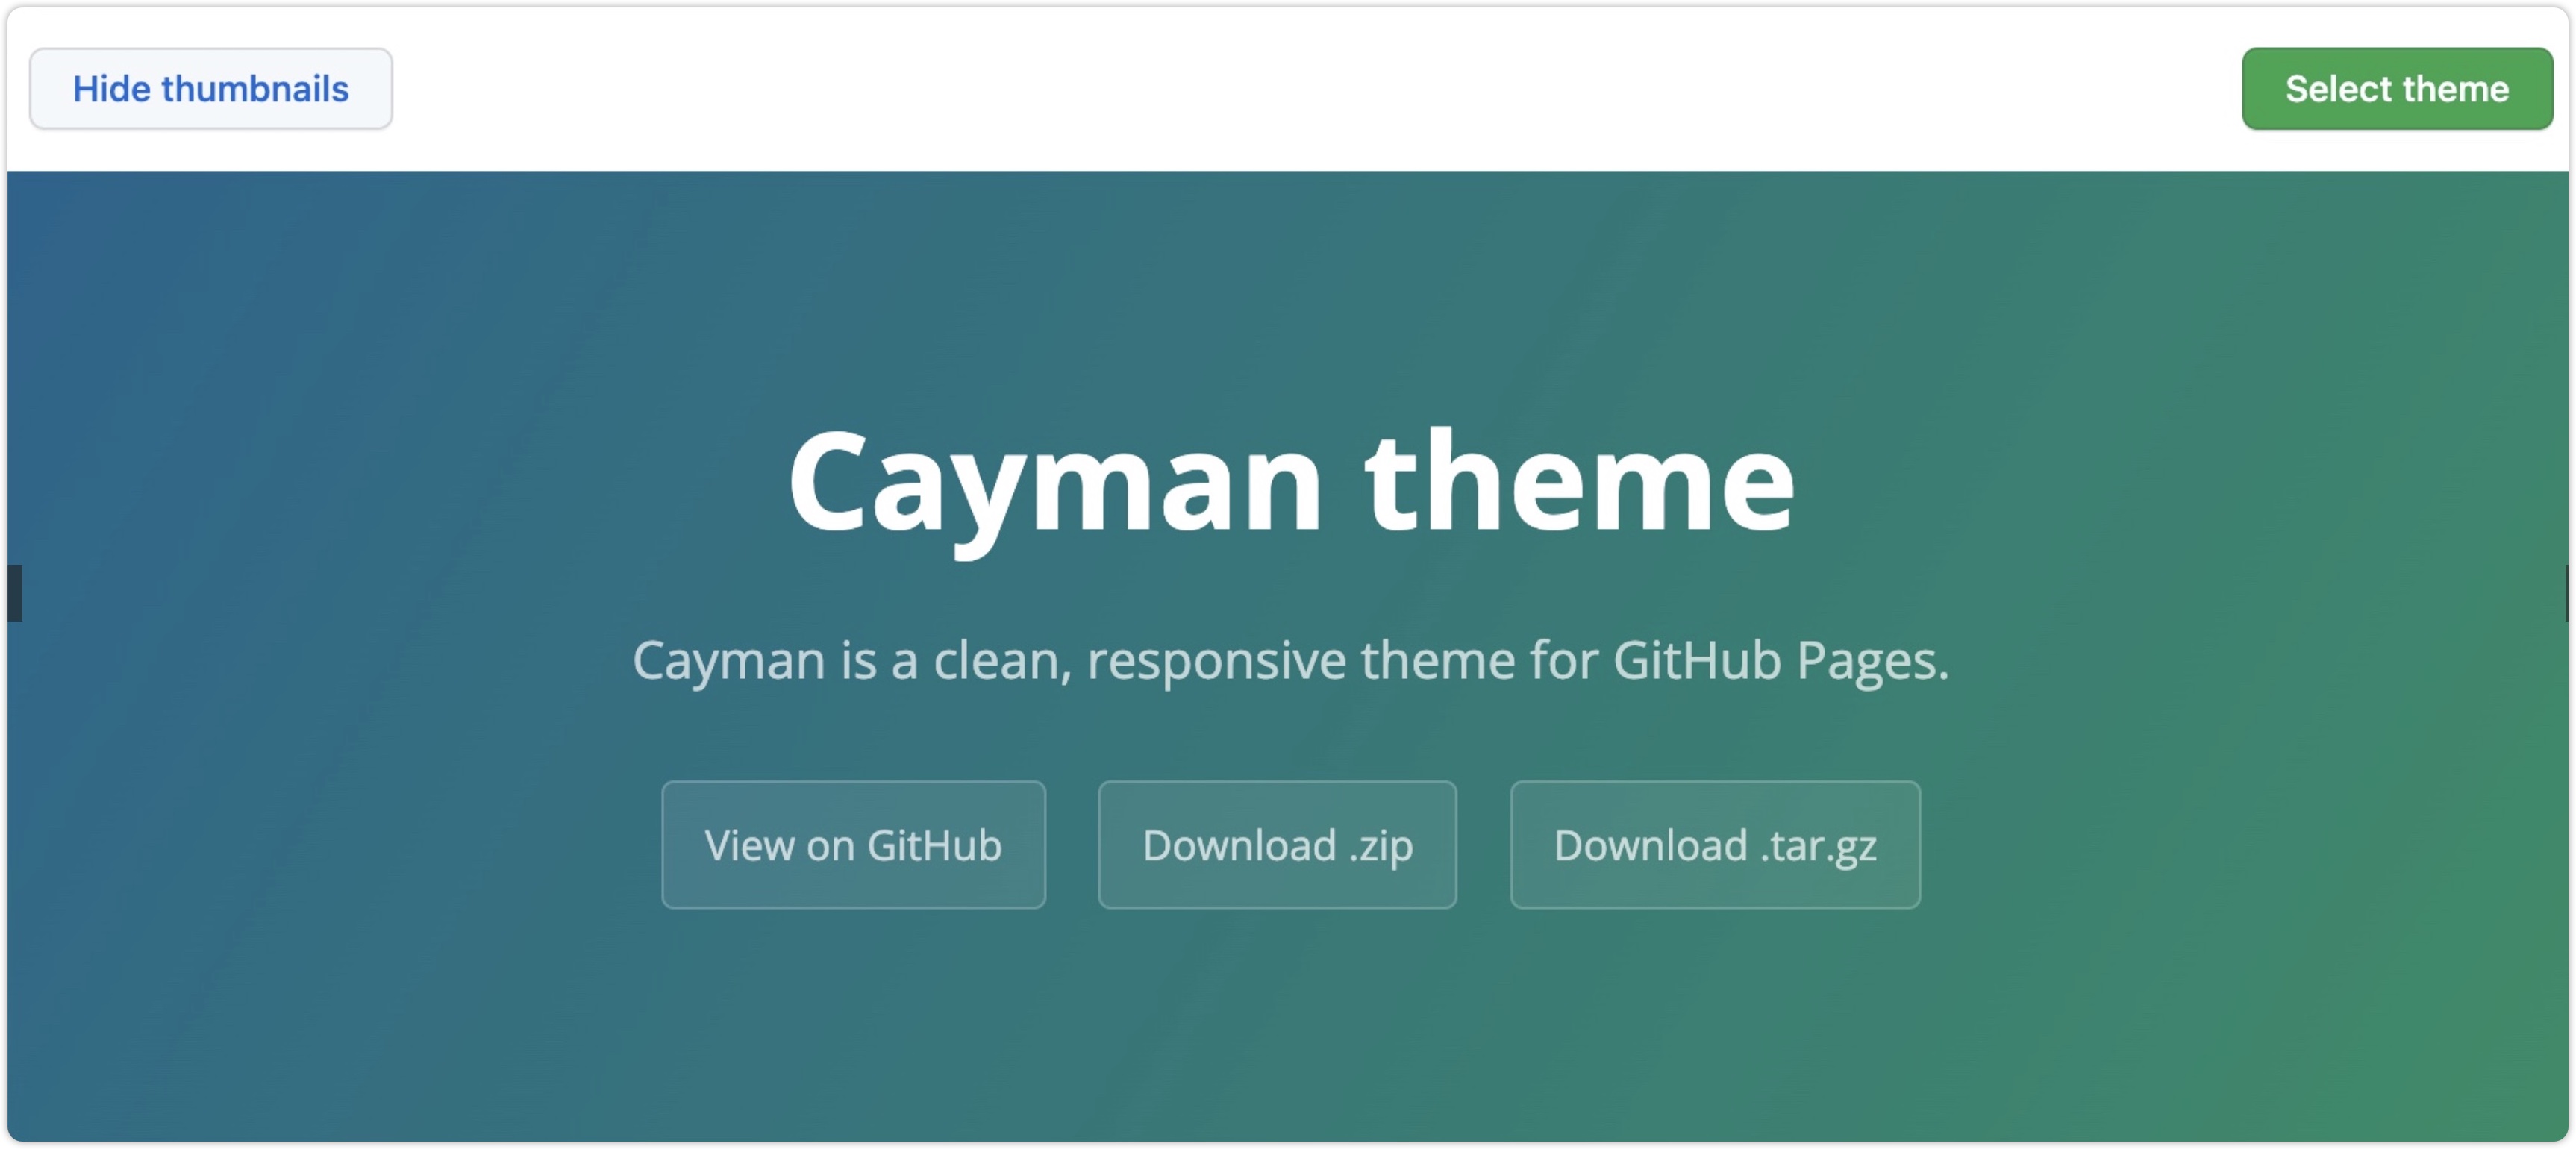 Hide thumbnails
Select theme
Cayman theme
Cayman is a clean, responsive theme for GitHub Pages.
View on GitHub
Download .zip
Download .tar.gz